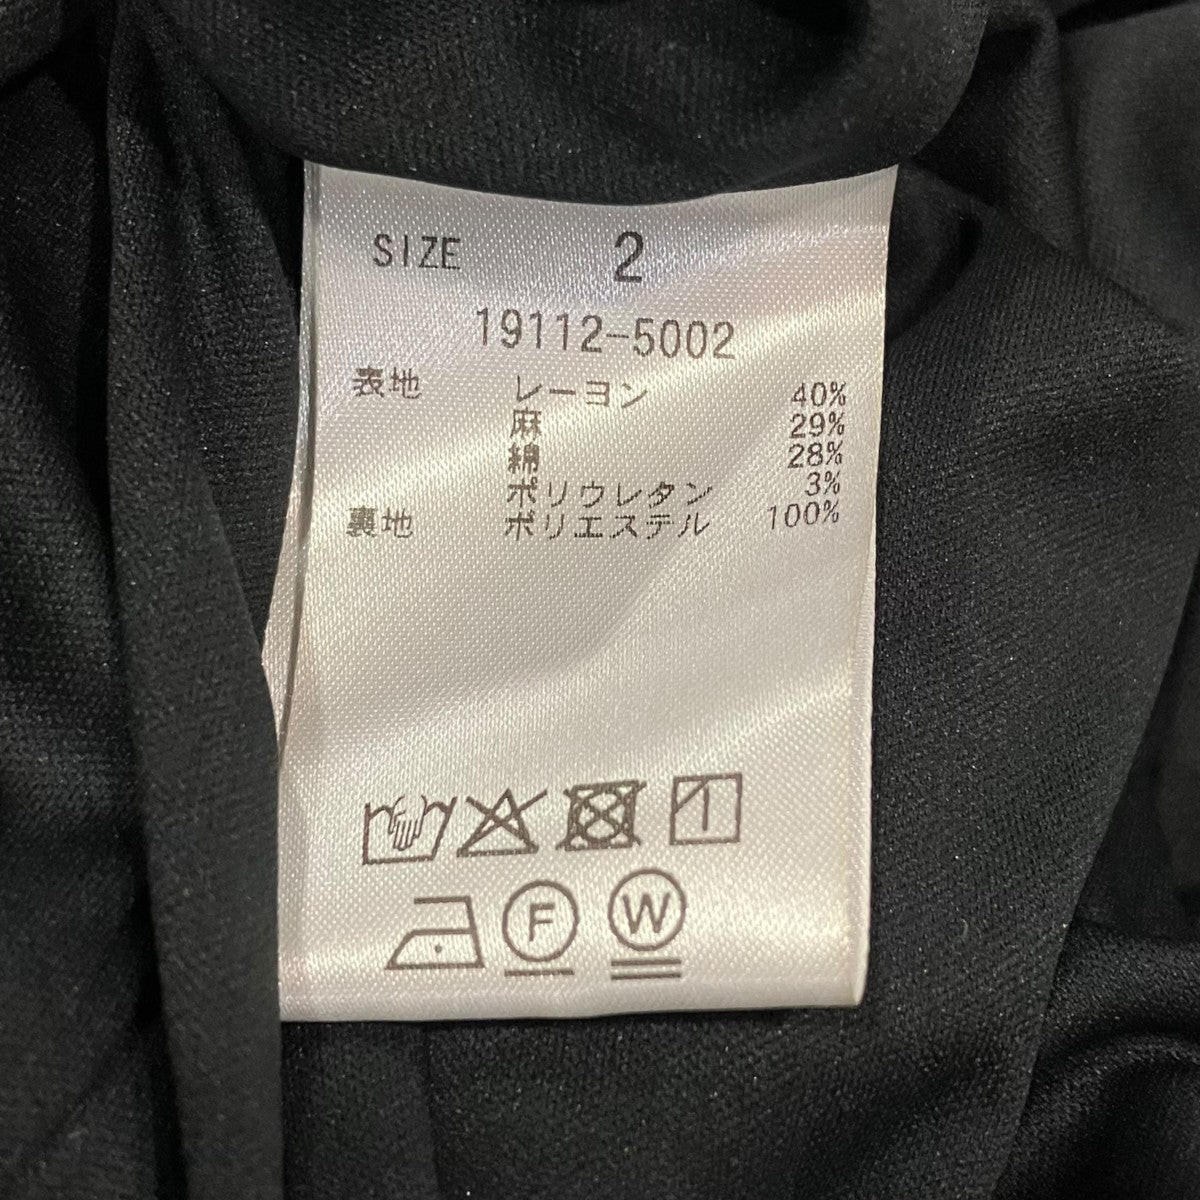 SIZE 2
19112-5002
表地 レーヨン 40%
麻 29%
綿 28%
ポリウレタン 3%
裏地 ポリエステル 100%
F W